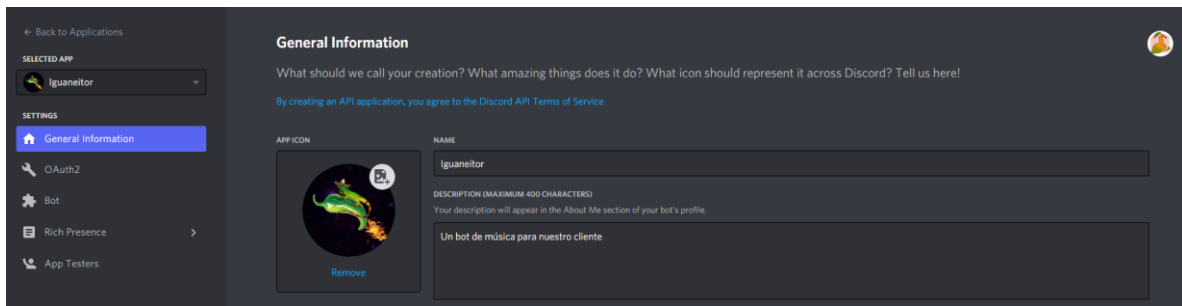 ← Back to Applications
SELECTED APP
Iguaneitor
SETTINGS
General Information
OAuth2
Bot
Rich Presence
App Testers
General Information
What should we call your creation? What amazing things does it do? What icon should represent it across Discord? Tell us here!
By creating an API application, you agree to the Discord API Terms of Service
APP ICON
Remove
NAME
Iguaneitor
DESCRIPTION (MAXIMUM 400 CHARACTERS)
Your description will appear in the About Me section of your bot's profile.
Un bot de música para nuestro cliente